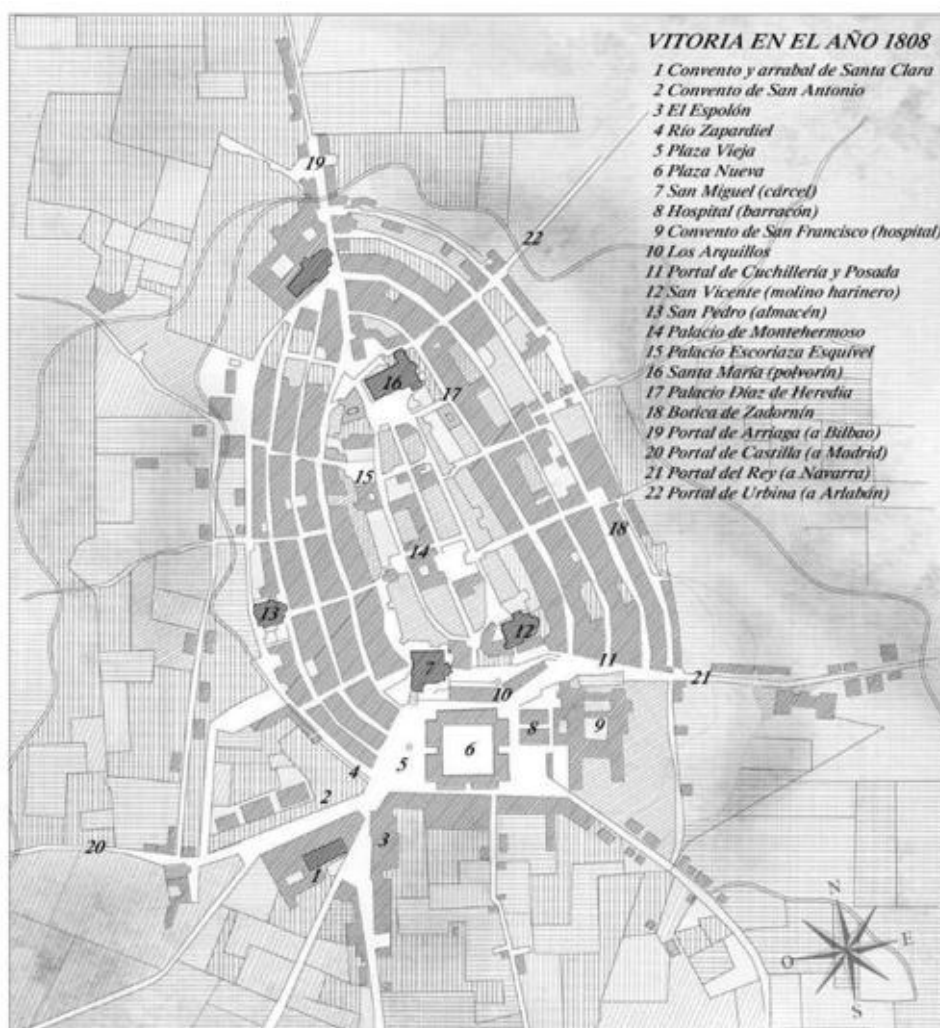 VITORIA EN EL AÑO 1808
1 Convento y arrabal de Santa Clara
2 Convento de San Antonio
3 El Espolón
4 Río Zapardiel
5 Plaza Vieja
6 Plaza Nueva
7 San Miguel (cárcel)
8 Hospital (barracón)
9 Convento de San Francisco (hospital)
10 Los Arquillos
11 Portal de Cuchillería y Posada
12 San Vicente (molino harinero)
13 San Pedro (almacén)
14 Palacio de Montehermoso
15 Palacio Escoriaza Esquível
16 Santa María (polvorín)
17 Palacio Díaz de Heredia
18 Botica de Zadornín
19 Portal de Arriaga (a Bilbao)
20 Portal de Castilla (a Madrid)
21 Portal del Rey (a Navarra)
22 Portal de Urbina (a Arlabán)
19
22
16
17
15
18
14
13
12
7
11
21
10
8
9
6
5
4
2
3
20
1
N
E
O
S